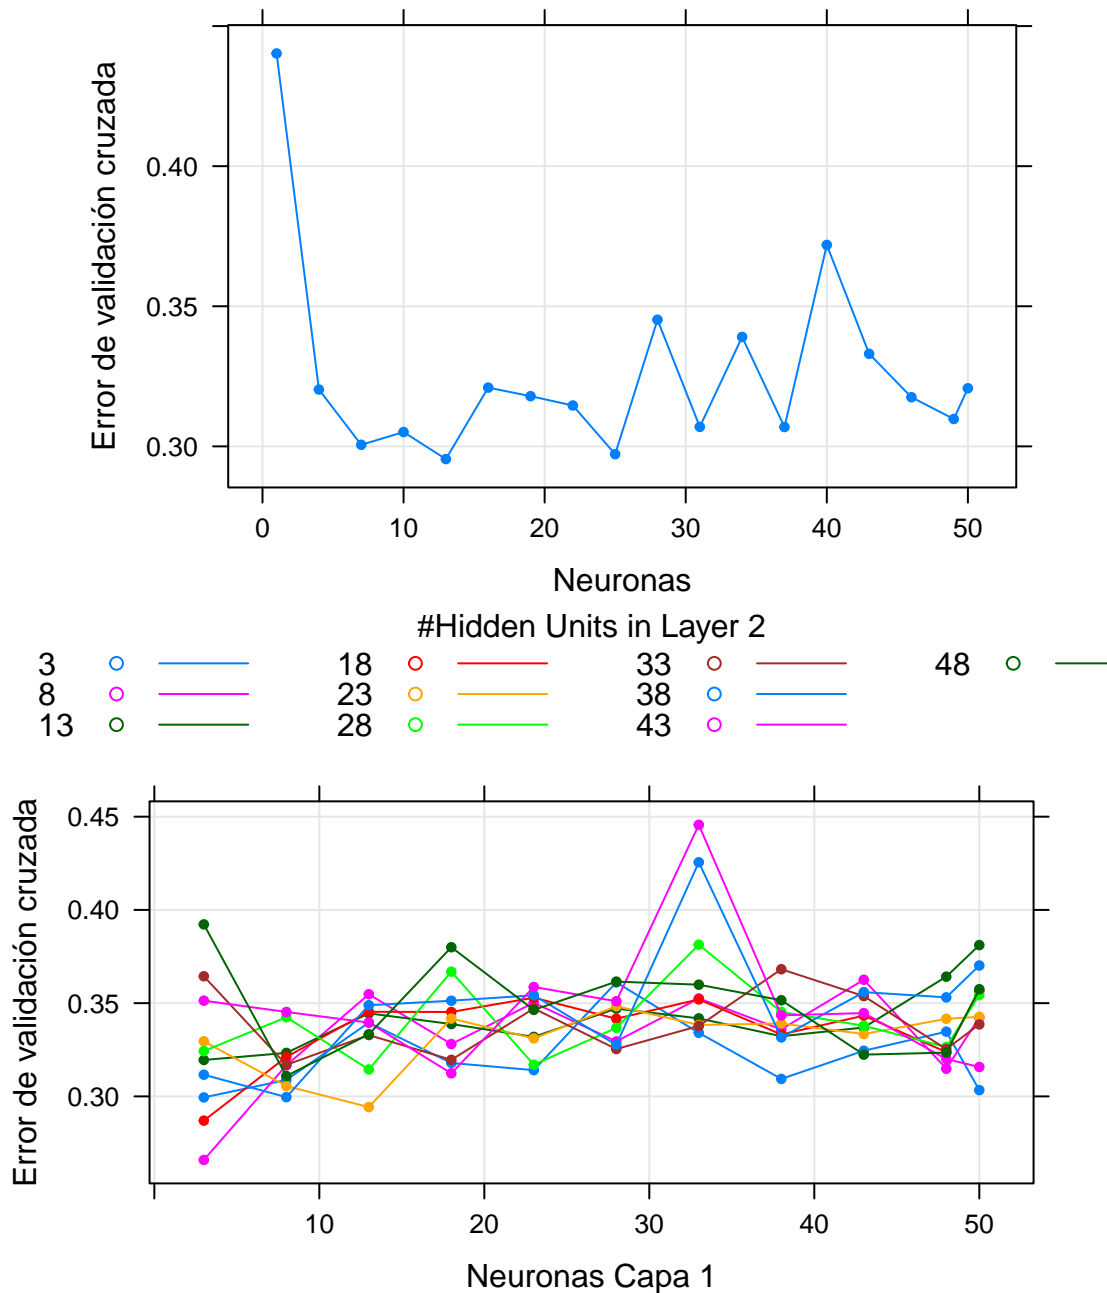 Error de validación cruzada
0.40
0.35
0.30
0 10 20 30 40 50
Neuronas
#Hidden Units in Layer 2
3 18 33 48
8 23 38
13 28 43
Error de validación cruzada
0.45
0.40
0.35
0.30
10 20 30 40 50
Neuronas Capa 1